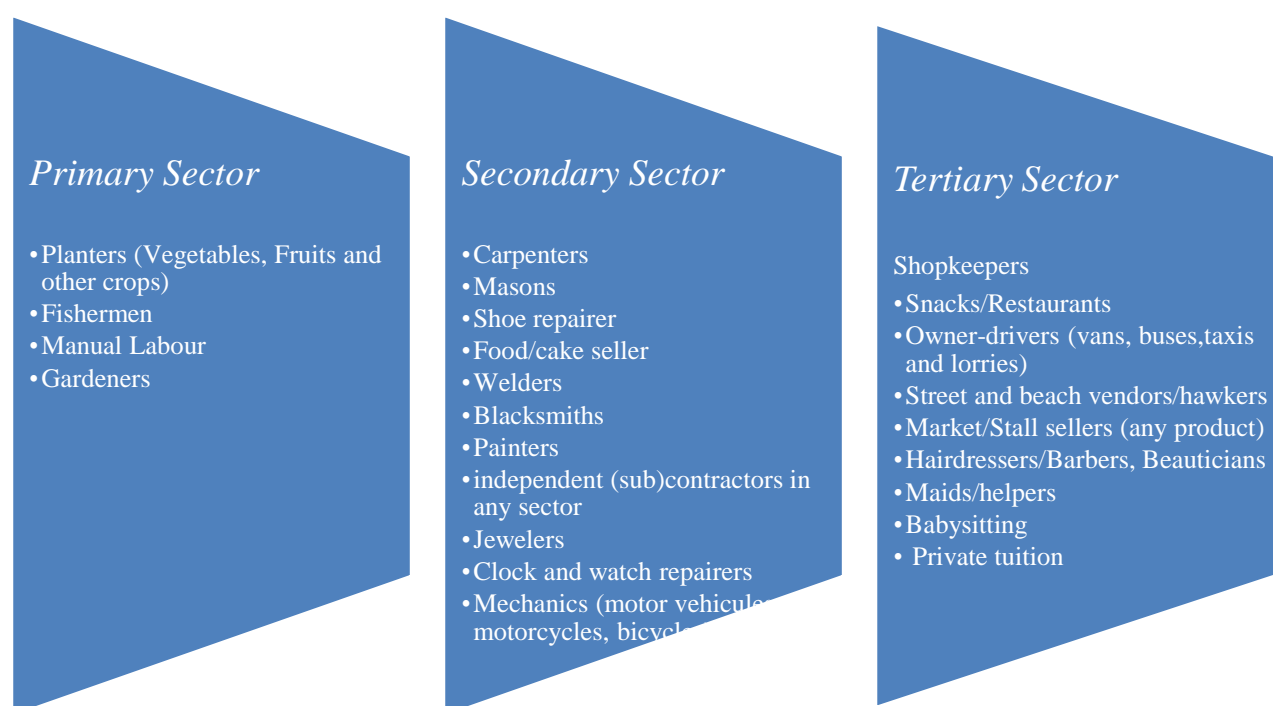 Primary Sector
•Planters (Vegetables, Fruits and
other crops)
•Fishermen
•Manual Labour
•Gardeners
Secondary Sector
•Carpenters
•Masons
•Shoe repairer
•Food/cake seller
•Welders
•Blacksmiths
•Painters
•independent (sub)contractors in
any sector
•Jewelers
•Clock and watch repairers
•Mechanics (motor
motorcycles,
Tertiary Sector
Shopkeepers
•Snacks/Restaurants
•Owner-drivers (vans, buses,taxis
and lorries)
•Street and beach vendors/hawkers
•Market/Stall sellers (any product)
•Hairdressers/Barbers, Beauticians
•Maids/helpers
•Babysitting
• Private tuition